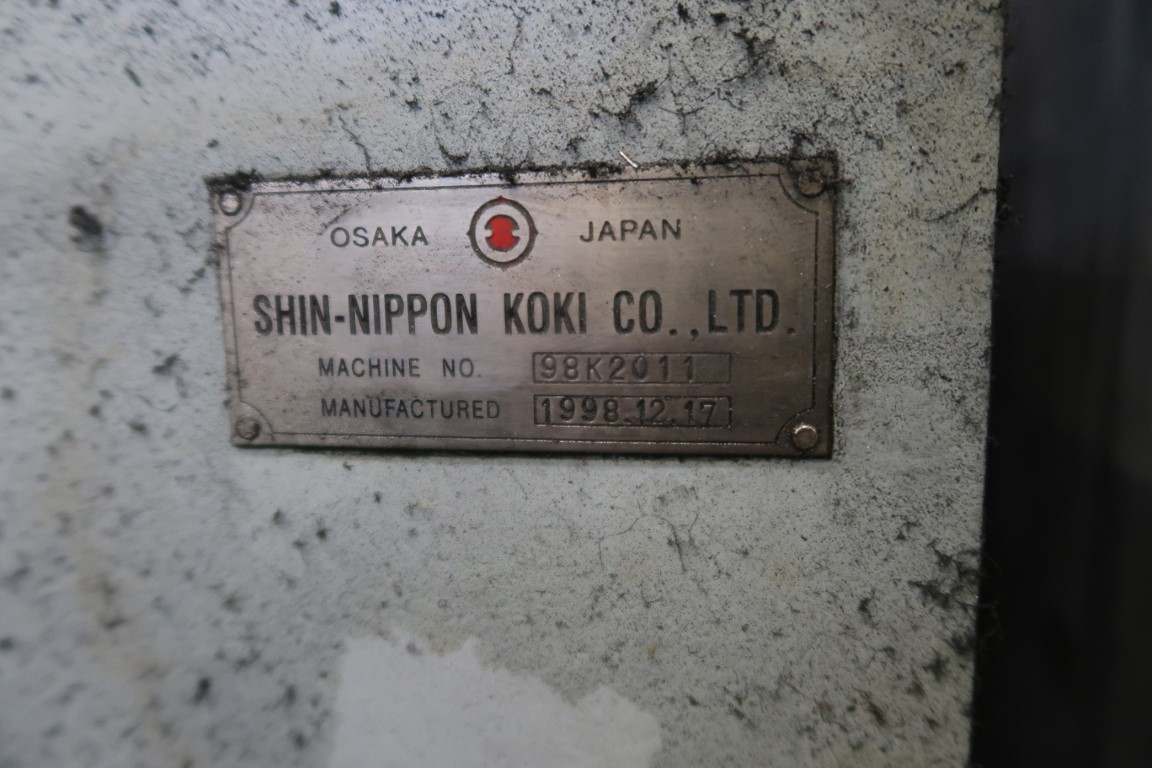 OSAKA JAPAN
SHIN-NIPPON KOKI CO.,LTD.
MACHINE NO. 98K2011
MANUFACTURED 1998.12.17